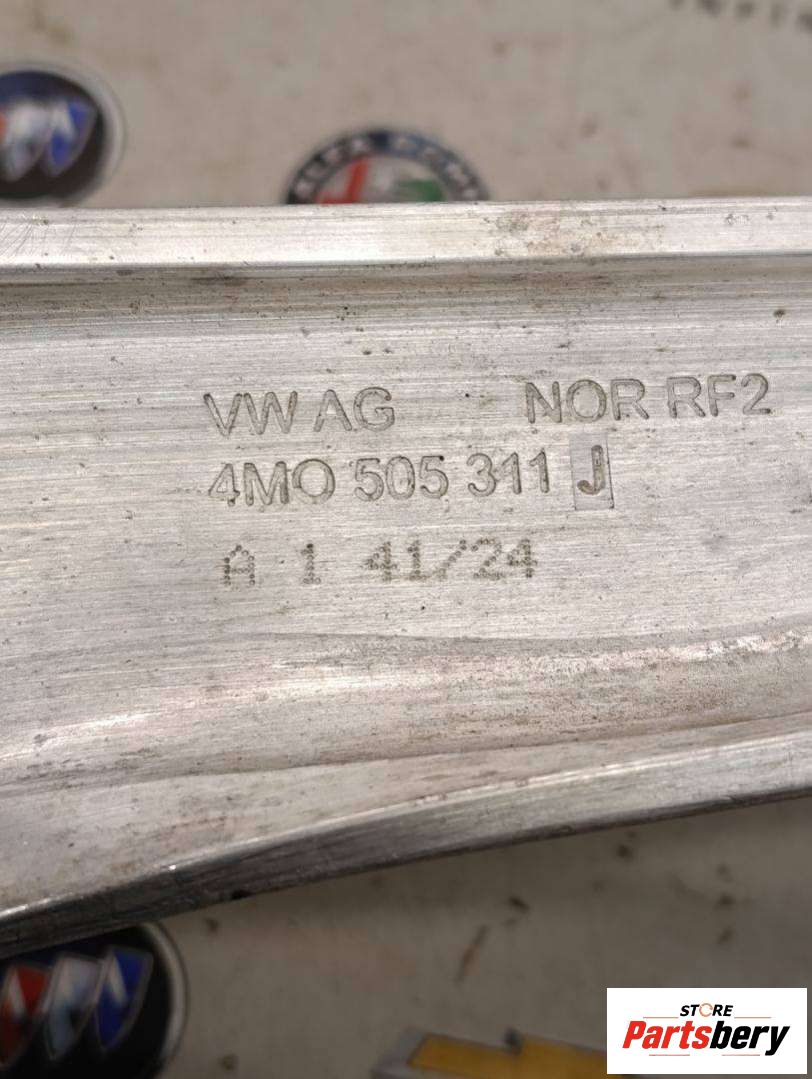 VW AG NOR RF2
4M0 505 311 J
A 1 41/24
STORE
Partsbery